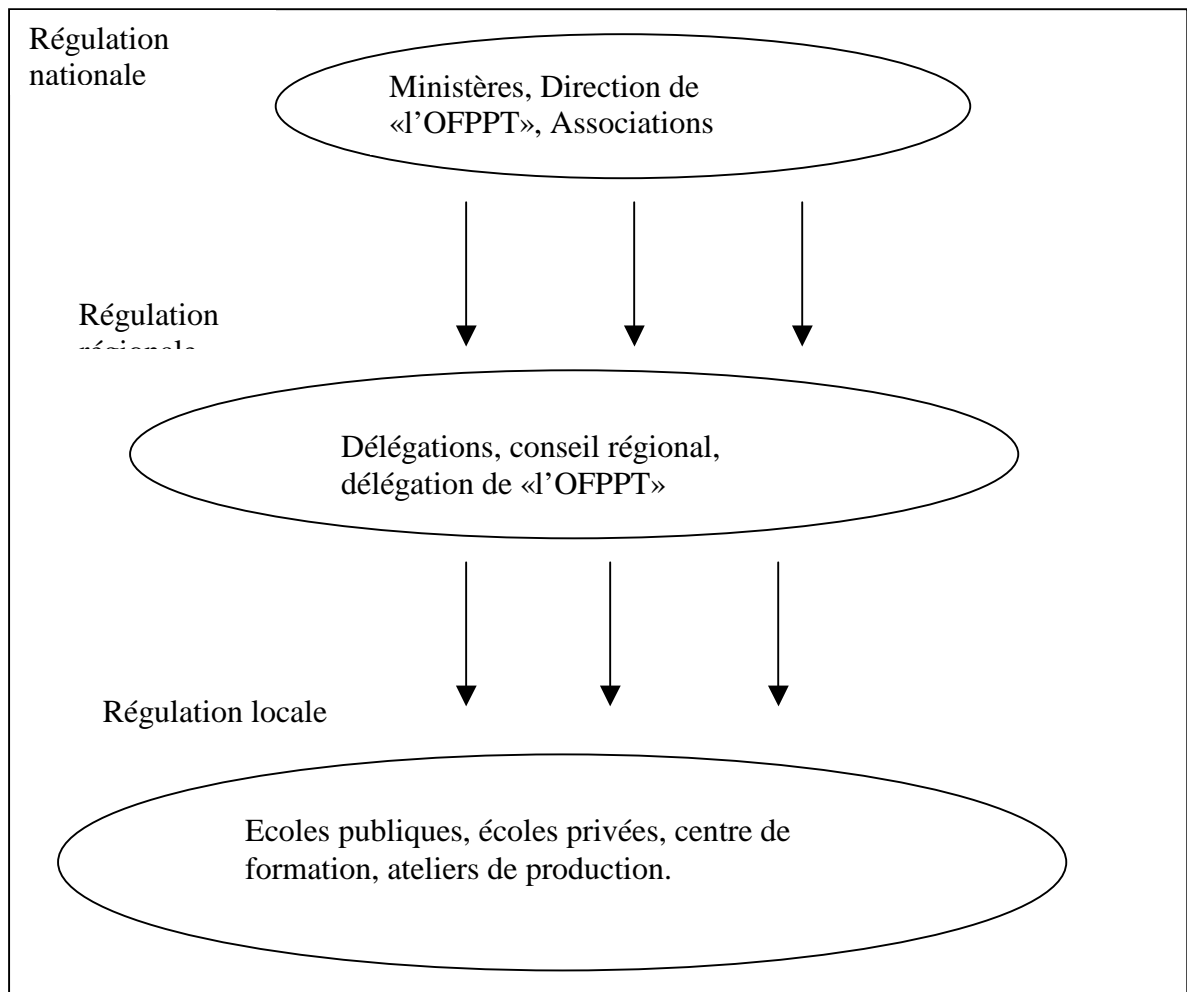 Régulation
nationale
Ministères, Direction de
«l’OFPPT», Associations
Régulation
régionale
Délégations, conseil régional,
délégation de «l’OFPPT»
Régulation locale
Ecoles publiques, écoles privées, centre de
formation, ateliers de production.